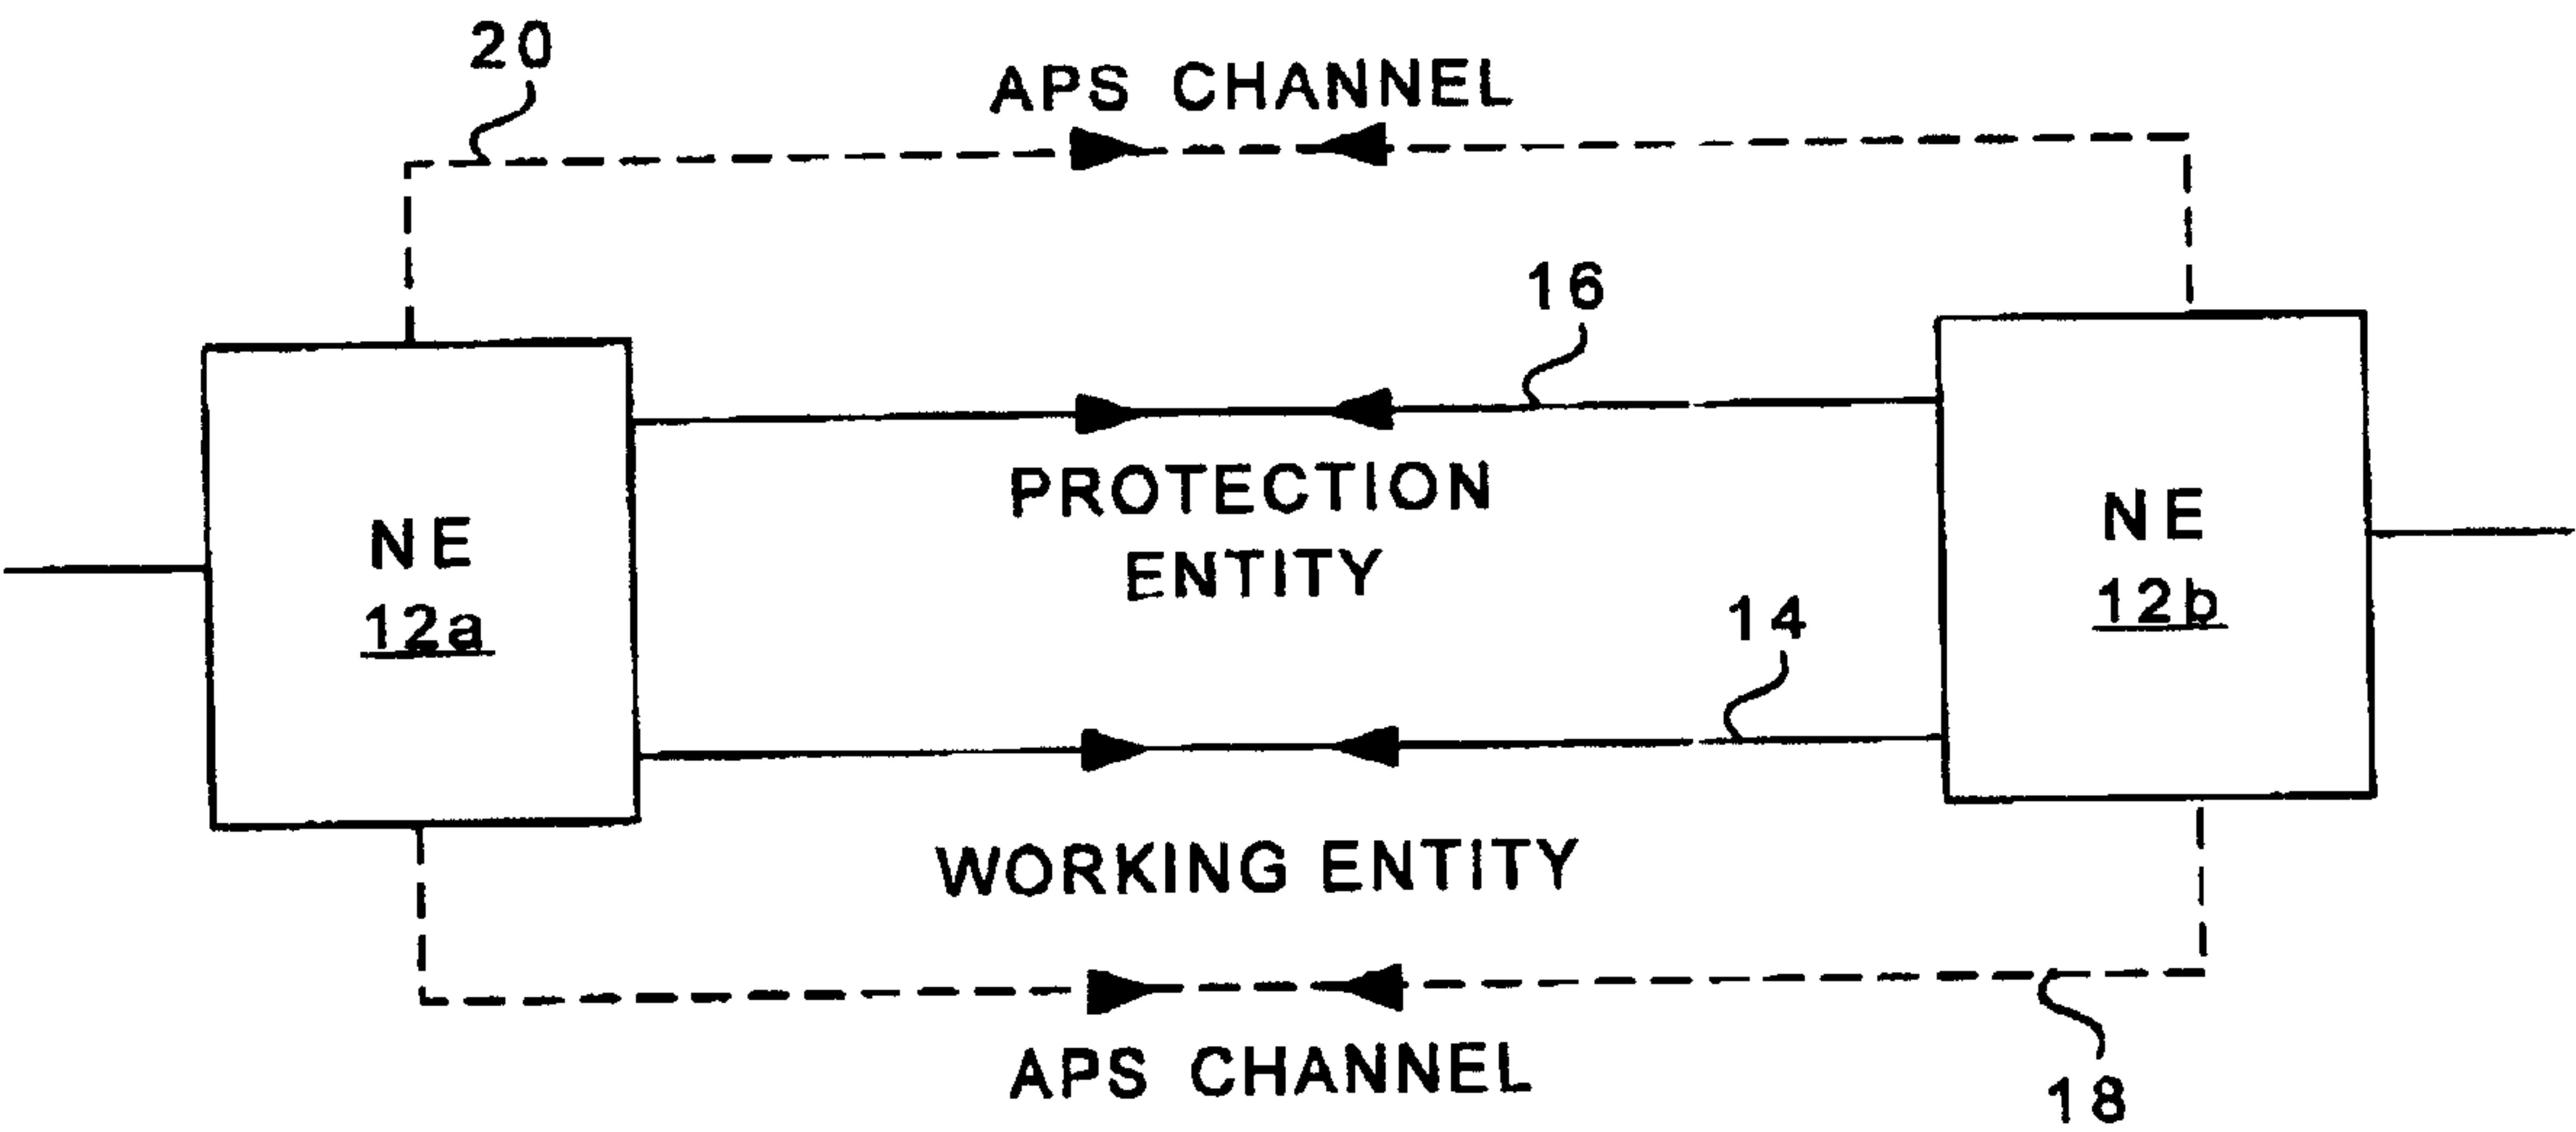 20
APS CHANNEL
16
PROTECTION
ENTITY
NE
12a
NE
12b
14
WORKING ENTITY
APS CHANNEL
18